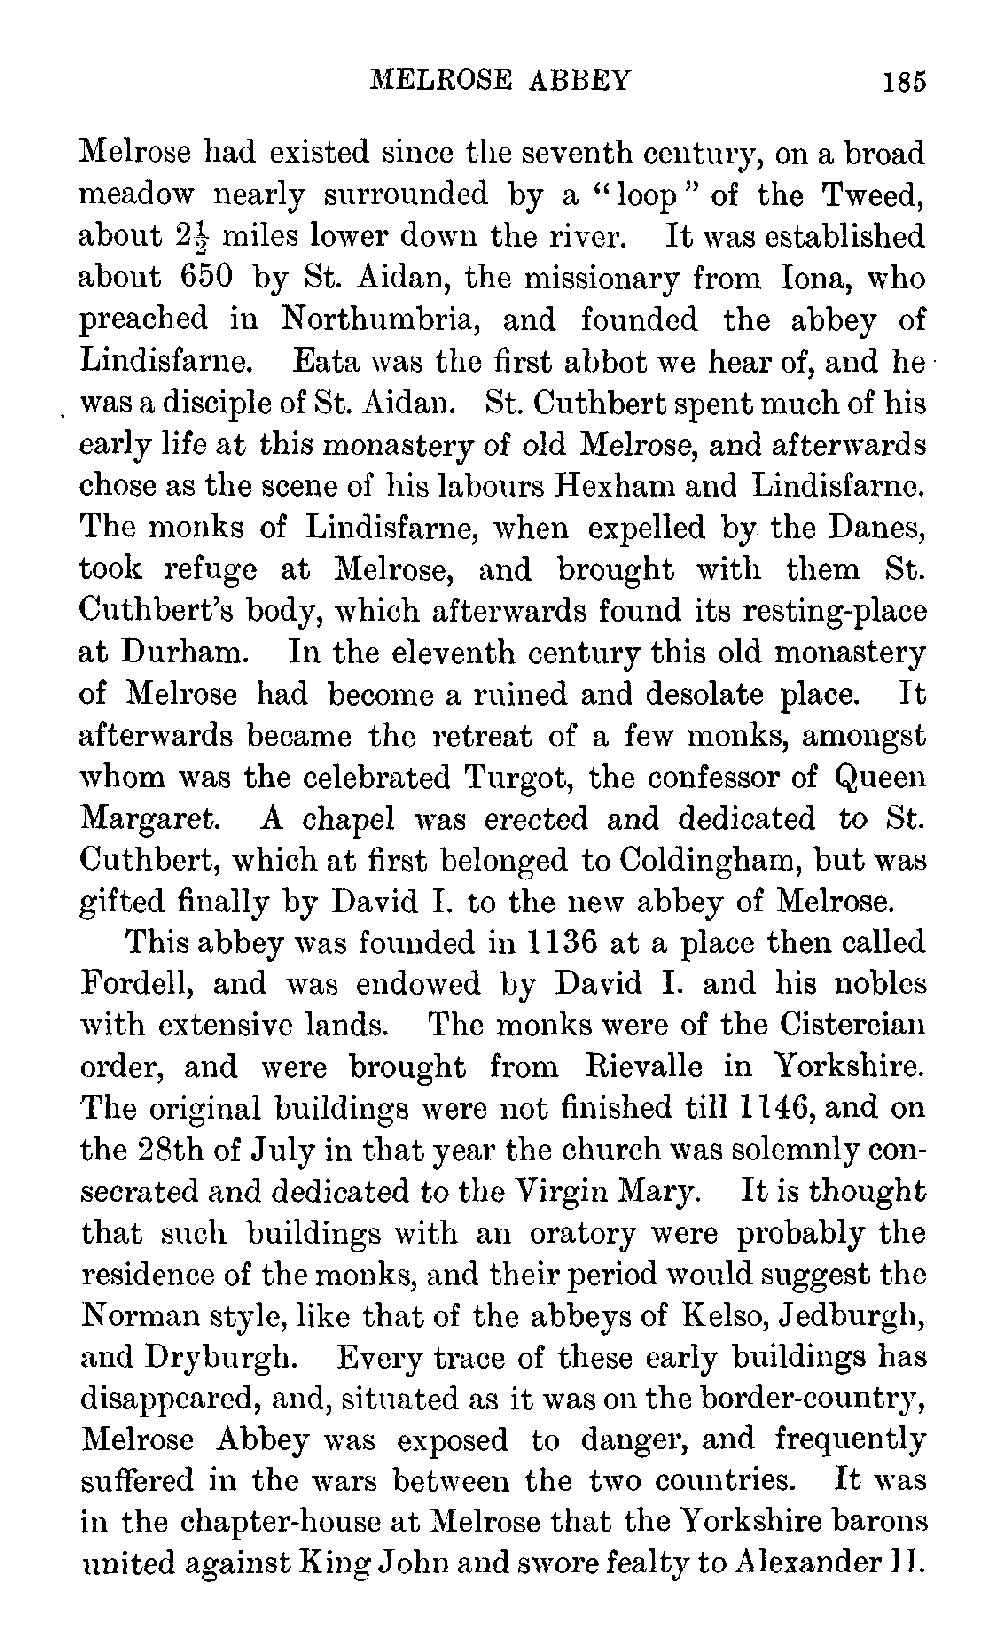 MELROSE ABBEY 185
Melrose had existed since the seventh century, on a broad
meadow nearly surrounded by a “loop” of the Tweed,
about 2½ miles lower down the river. It was established
about 650 by St. Aidan, the missionary from Iona, who
preached in Northumbria, and founded the abbey of
Lindisfarne. Eata was the first abbot we hear of, and he
was a disciple of St. Aidan. St. Cuthbert spent much of his
early life at this monastery of old Melrose, and afterwards
chose as the scene of his labours Hexham and Lindisfarne.
The monks of Lindisfarne, when expelled by the Danes,
took refuge at Melrose, and brought with them St.
Cuthbert’s body, which afterwards found its resting-place
at Durham. In the eleventh century this old monastery
of Melrose had become a ruined and desolate place. It
afterwards became the retreat of a few monks, amongst
whom was the celebrated Turgot, the confessor of Queen
Margaret. A chapel was erected and dedicated to St.
Cuthbert, which at first belonged to Coldingham, but was
gifted finally by David I. to the new abbey of Melrose.
This abbey was founded in 1136 at a place then called
Fordell, and was endowed by David I. and his nobles
with extensive lands. The monks were of the Cistercian
order, and were brought from Rievalle in Yorkshire.
The original buildings were not finished till 1146, and on
the 28th of July in that year the church was solemnly con-
secrated and dedicated to the Virgin Mary. It is thought
that such buildings with an oratory were probably the
residence of the monks, and their period would suggest the
Norman style, like that of the abbeys of Kelso, Jedburgh,
and Dryburgh. Every trace of these early buildings has
disappeared, and, situated as it was on the border-country,
Melrose Abbey was exposed to danger, and frequently
suffered in the wars between the two countries. It was
in the chapter-house at Melrose that the Yorkshire barons
united against King John and swore fealty to Alexander II.